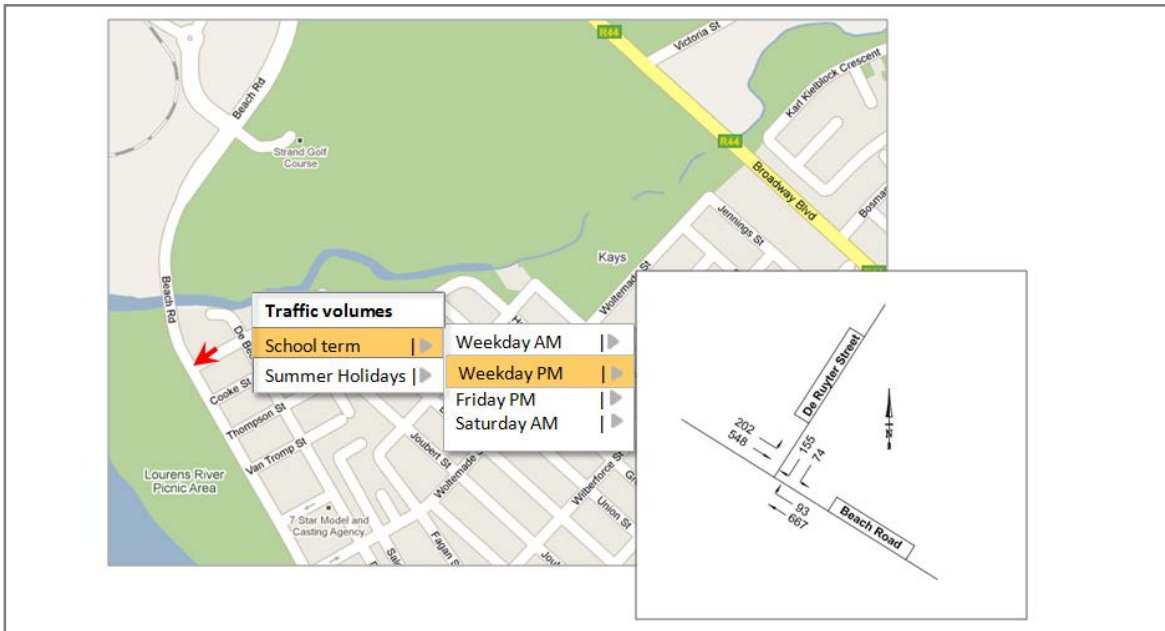 R44
Victoria St
Beach Rd
Karl Kielblock Crescent
Strand Golf
Course
R44
Broadway Blvd
Jennings St
Kays
Beach Rd
Traffic volumes
School term |
Summer Holidays |
Weekday AM |
Weekday PM |
Friday PM |
Saturday AM |
Cooke St
Thompson St
Van Tromp St
Joubert St
Lourens River
Picnic Area
7 Star Model and
Casting Agency
Wilberforce St
Union St
Fagan St
De Ruyter Street
N
202
548
155
74
93
667
Beach Road